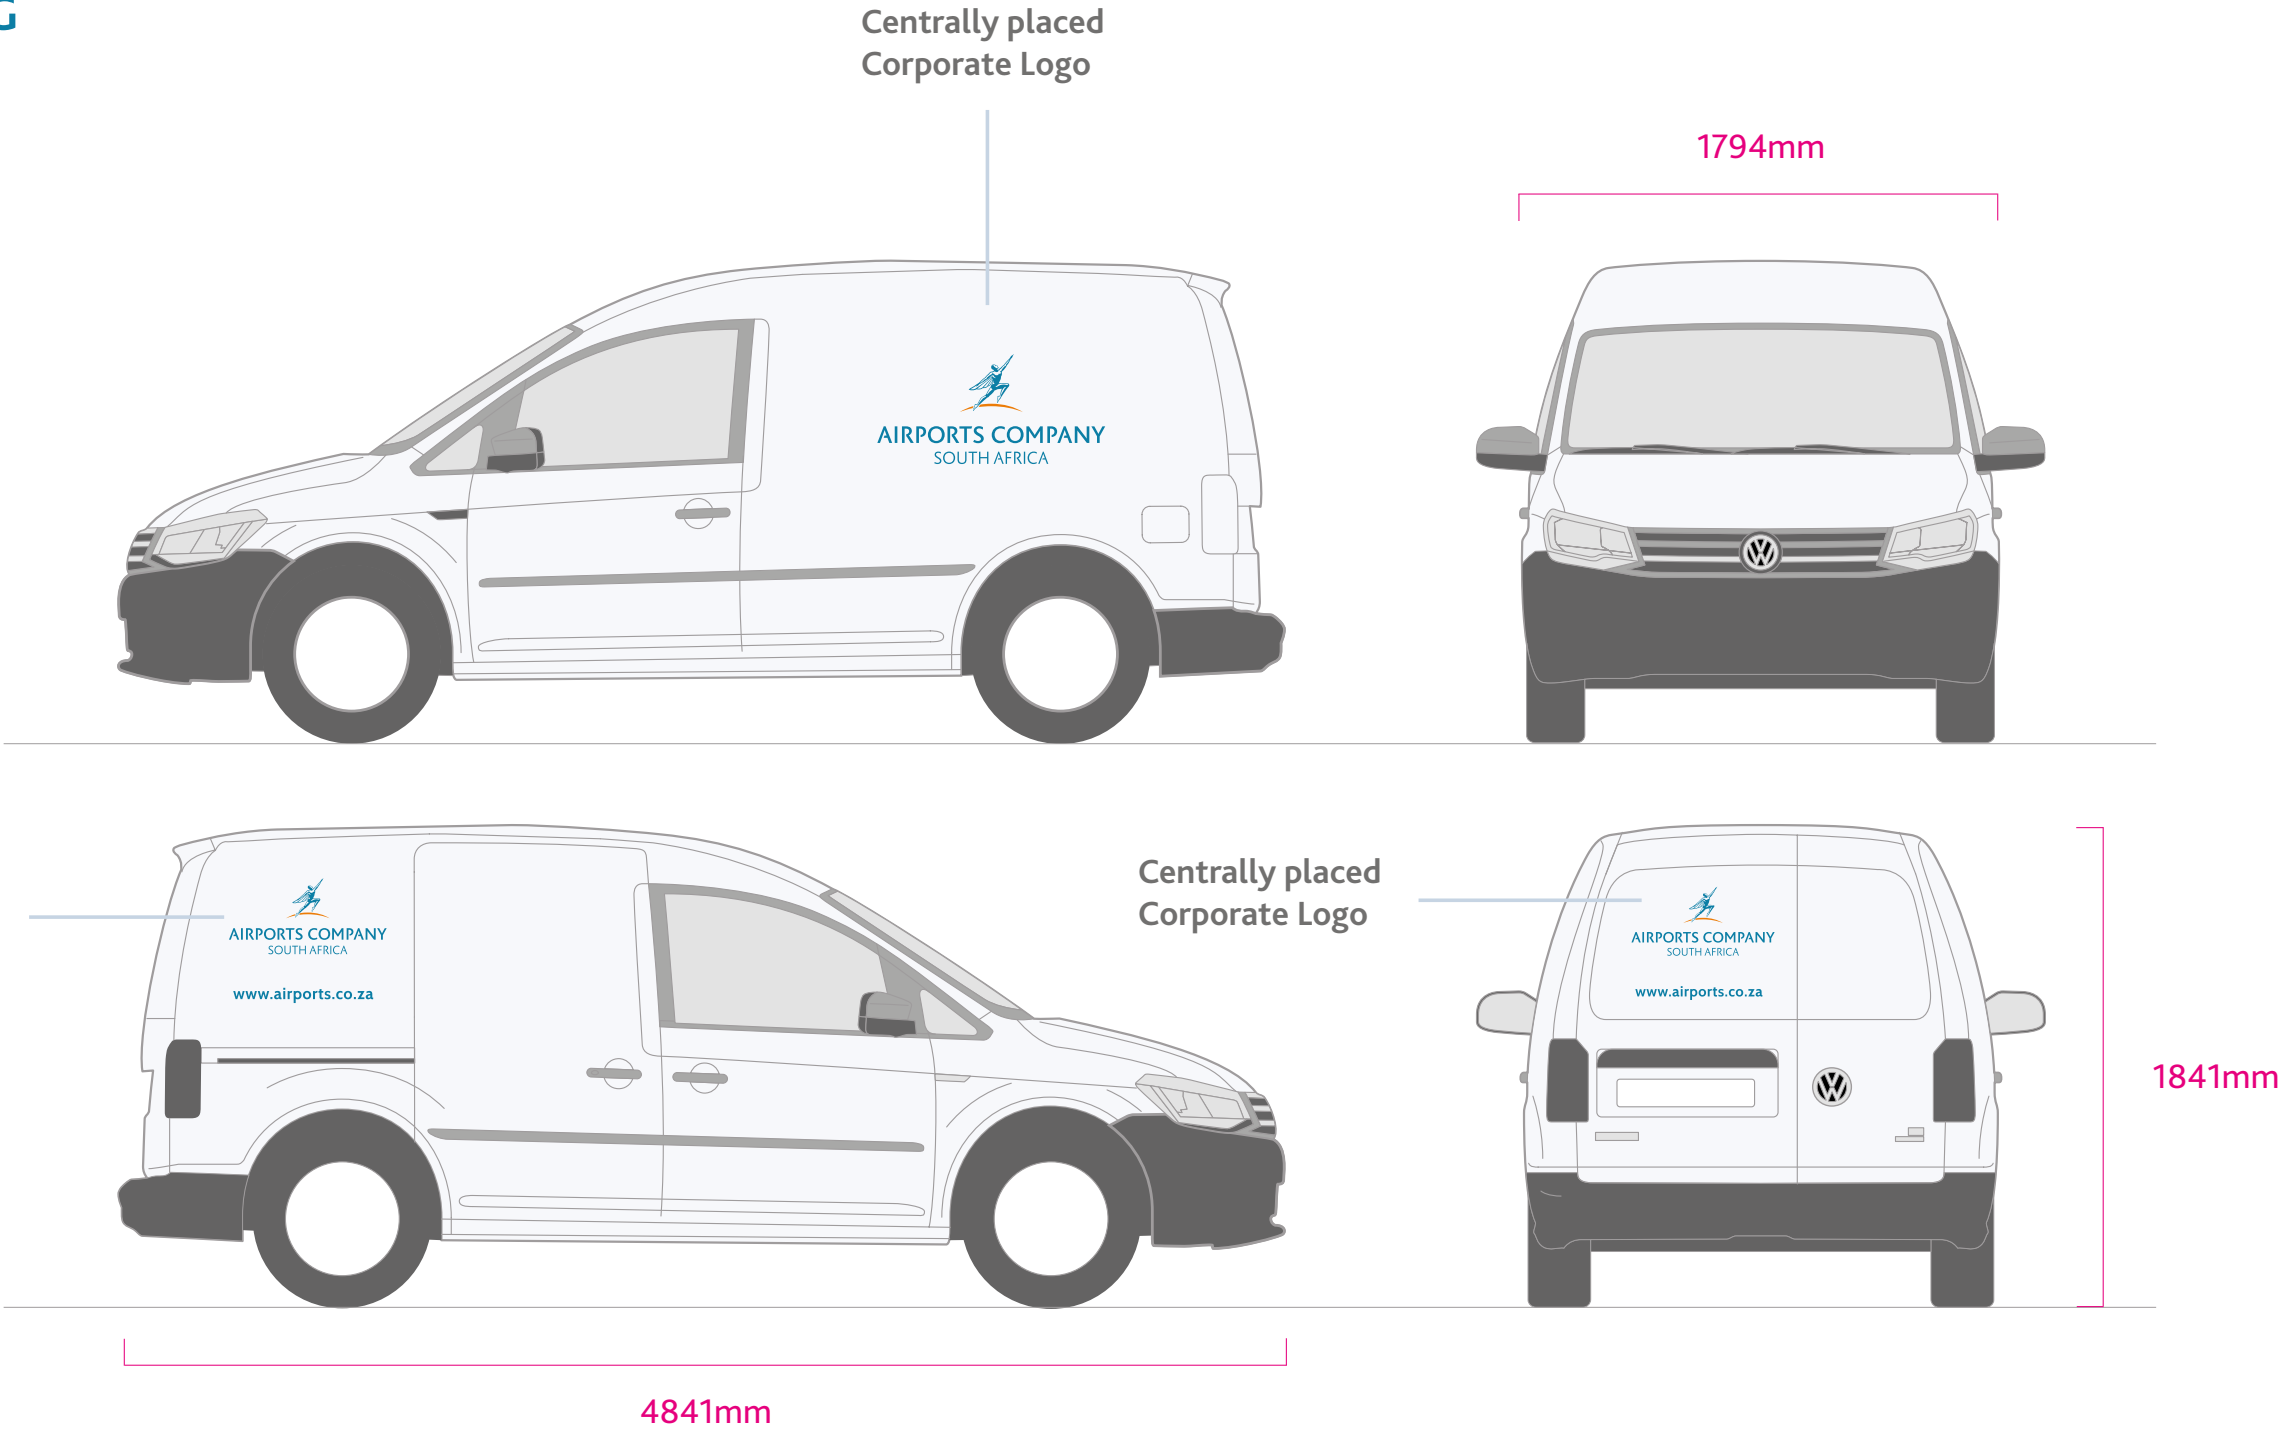 G
Centrally placed
Corporate Logo
1794mm
AIRPORTS COMPANY
SOUTH AFRICA
AIRPORTS COMPANY
SOUTH AFRICA
www.airports.co.za
Centrally placed
Corporate Logo
AIRPORTS COMPANY
SOUTH AFRICA
www.airports.co.za
1841mm
4841mm